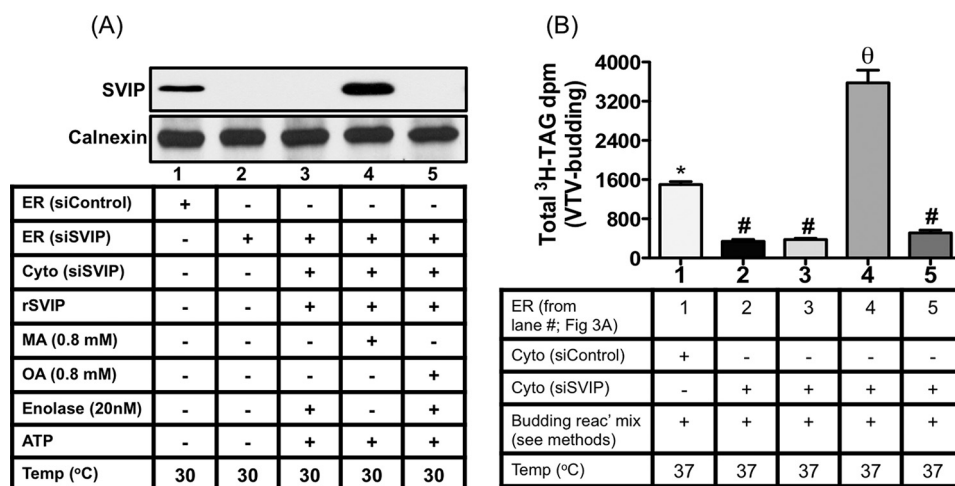 (A)
SVIP
Calnexin
1 2 3 4 5
ER (siControl) + - - - -
ER (siSVIP) - + + + +
Cyto (siSVIP) - - + + +
rSVIP - - + + +
MA (0.8 mM) - - - + -
OA (0.8 mM) - - - - +
Enolase (20nM) - - + - +
ATP - - + + +
Temp (ºC) 30 30 30 30 30
(B)
Total ³H-TAG dpm
(VTV-budding)
4000
3200
2400
1600
800
0
* # # θ #
1 2 3 4 5
ER (from
lane #; Fig 3A) 1 2 3 4 5
Cyto (siControl) + - - - -
Cyto (siSVIP) - + + + +
Budding reac' mix + + + + +
(see methods)
Temp (ºC) 37 37 37 37 37